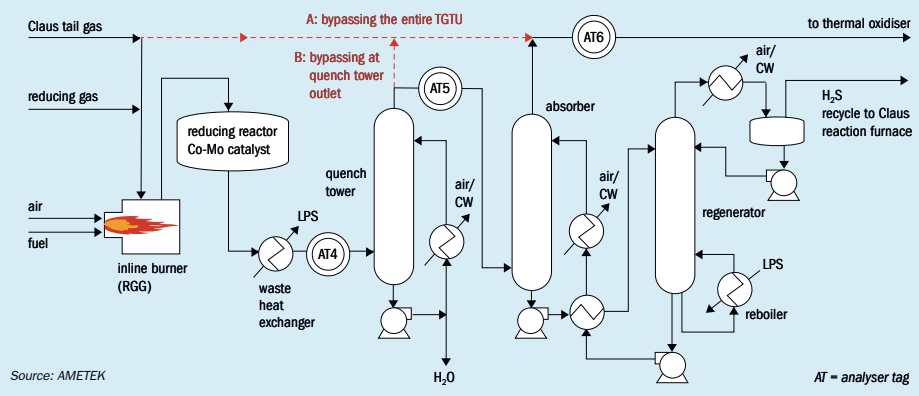 Claus tail gas
A: bypassing the entire TGTU
to thermal oxidiser
AT6
B: bypassing at
quench tower
outlet
AT5
air/
CW
reducing gas
absorber
H₂S
recycle to Claus
reaction furnace
reducing reactor
Co-Mo catalyst
quench
tower
air/
CW
air/
CW
air
fuel
LPS
AT4
regenerator
inline burner
(RGG)
waste
heat
exchanger
LPS
reboiler
H₂O
Source: AMETEK
AT = analyser tag